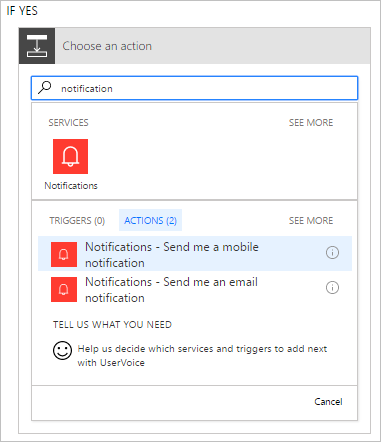 IF YES
Choose an action
notification
SERVICES SEE MORE
Notifications
TRIGGERS (0) ACTIONS (2) SEE MORE
Notifications - Send me a mobile
notification
Notifications - Send me an email
notification
TELL US WHAT YOU NEED
Help us decide which services and triggers to add next
with UserVoice
Cancel